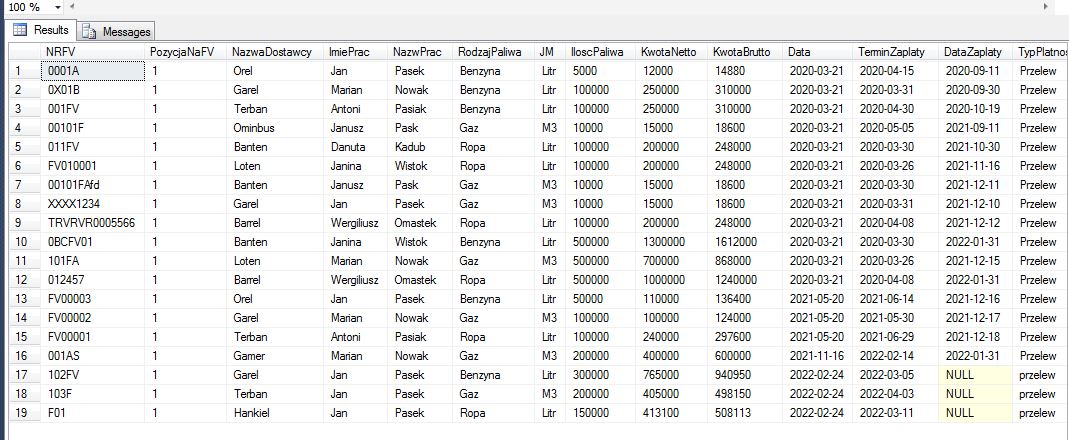 100 %
Results Messages
NRFV PozycjaNaFV NazwaDostawcy ImiePrac NazwPrac RodzajPaliwa JM IloscPaliwa KwotaNetto KwotaBrutto Data TerminZaplaty DataZaplaty TypPlatnos
1 0001A 1 Orel Jan Pasek Benzyna Litr 5000 12000 14880 2020-03-21 2020-04-15 2020-09-11 Przelew
2 0X01B 1 Garel Marian Nowak Benzyna Litr 100000 250000 310000 2020-03-21 2020-03-31 2020-09-30 Przelew
3 001FV 1 Terban Antoni Pasiak Benzyna Litr 100000 250000 310000 2020-03-21 2020-04-30 2020-10-19 Przelew
4 00101F 1 Ominbus Janusz Pask Gaz M3 10000 15000 18600 2020-03-21 2020-05-05 2021-09-11 Przelew
5 011FV 1 Banten Danuta Kadub Ropa Litr 100000 200000 248000 2020-03-21 2020-03-30 2021-10-30 Przelew
6 FV010001 1 Loten Janina Wistok Ropa Litr 100000 200000 248000 2020-03-21 2020-03-26 2021-11-16 Przelew
7 00101FAfd 1 Banten Janusz Pask Gaz M3 10000 15000 18600 2020-03-21 2020-03-30 2021-12-11 Przelew
8 XXXX1234 1 Garel Jan Pasek Gaz M3 10000 15000 18600 2020-03-21 2020-03-31 2021-12-10 Przelew
9 TRVRVR0005566 1 Barrel Wergiliusz Omastek Ropa Litr 100000 200000 248000 2020-03-21 2020-04-08 2021-12-12 Przelew
10 0BCFV01 1 Banten Janina Wistok Benzyna Litr 500000 1300000 1612000 2020-03-21 2020-03-30 2022-01-31 Przelew
11 101FA 1 Loten Marian Nowak Gaz M3 500000 700000 868000 2020-03-21 2020-03-26 2021-12-15 Przelew
12 012457 1 Barrel Wergiliusz Omastek Ropa Litr 500000 1000000 1240000 2020-03-21 2020-04-08 2022-01-31 Przelew
13 FV00003 1 Orel Jan Pasek Benzyna Litr 50000 110000 136400 2021-05-20 2021-06-14 2021-12-16 Przelew
14 FV00002 1 Garel Marian Nowak Gaz M3 50000 100000 124000 2021-05-20 2021-05-30 2021-12-17 Przelew
15 FV00001 1 Terban Antoni Pasiak Ropa Litr 100000 240000 297600 2021-05-20 2021-06-29 2021-12-18 Przelew
16 001AS 1 Gamer Marian Nowak Gaz M3 200000 400000 600000 2021-11-16 2022-02-14 2022-01-31 Przelew
17 102FV 1 Garel Jan Pasek Benzyna Litr 300000 765000 940950 2022-02-24 2022-03-05 NULL przelew
18 103F 1 Terban Jan Pasek Gaz M3 200000 405000 498150 2022-02-24 2022-04-03 NULL przelew
19 F01 1 Hankiel Jan Pasek Ropa Litr 150000 413100 508113 2022-02-24 2022-03-11 NULL przelew